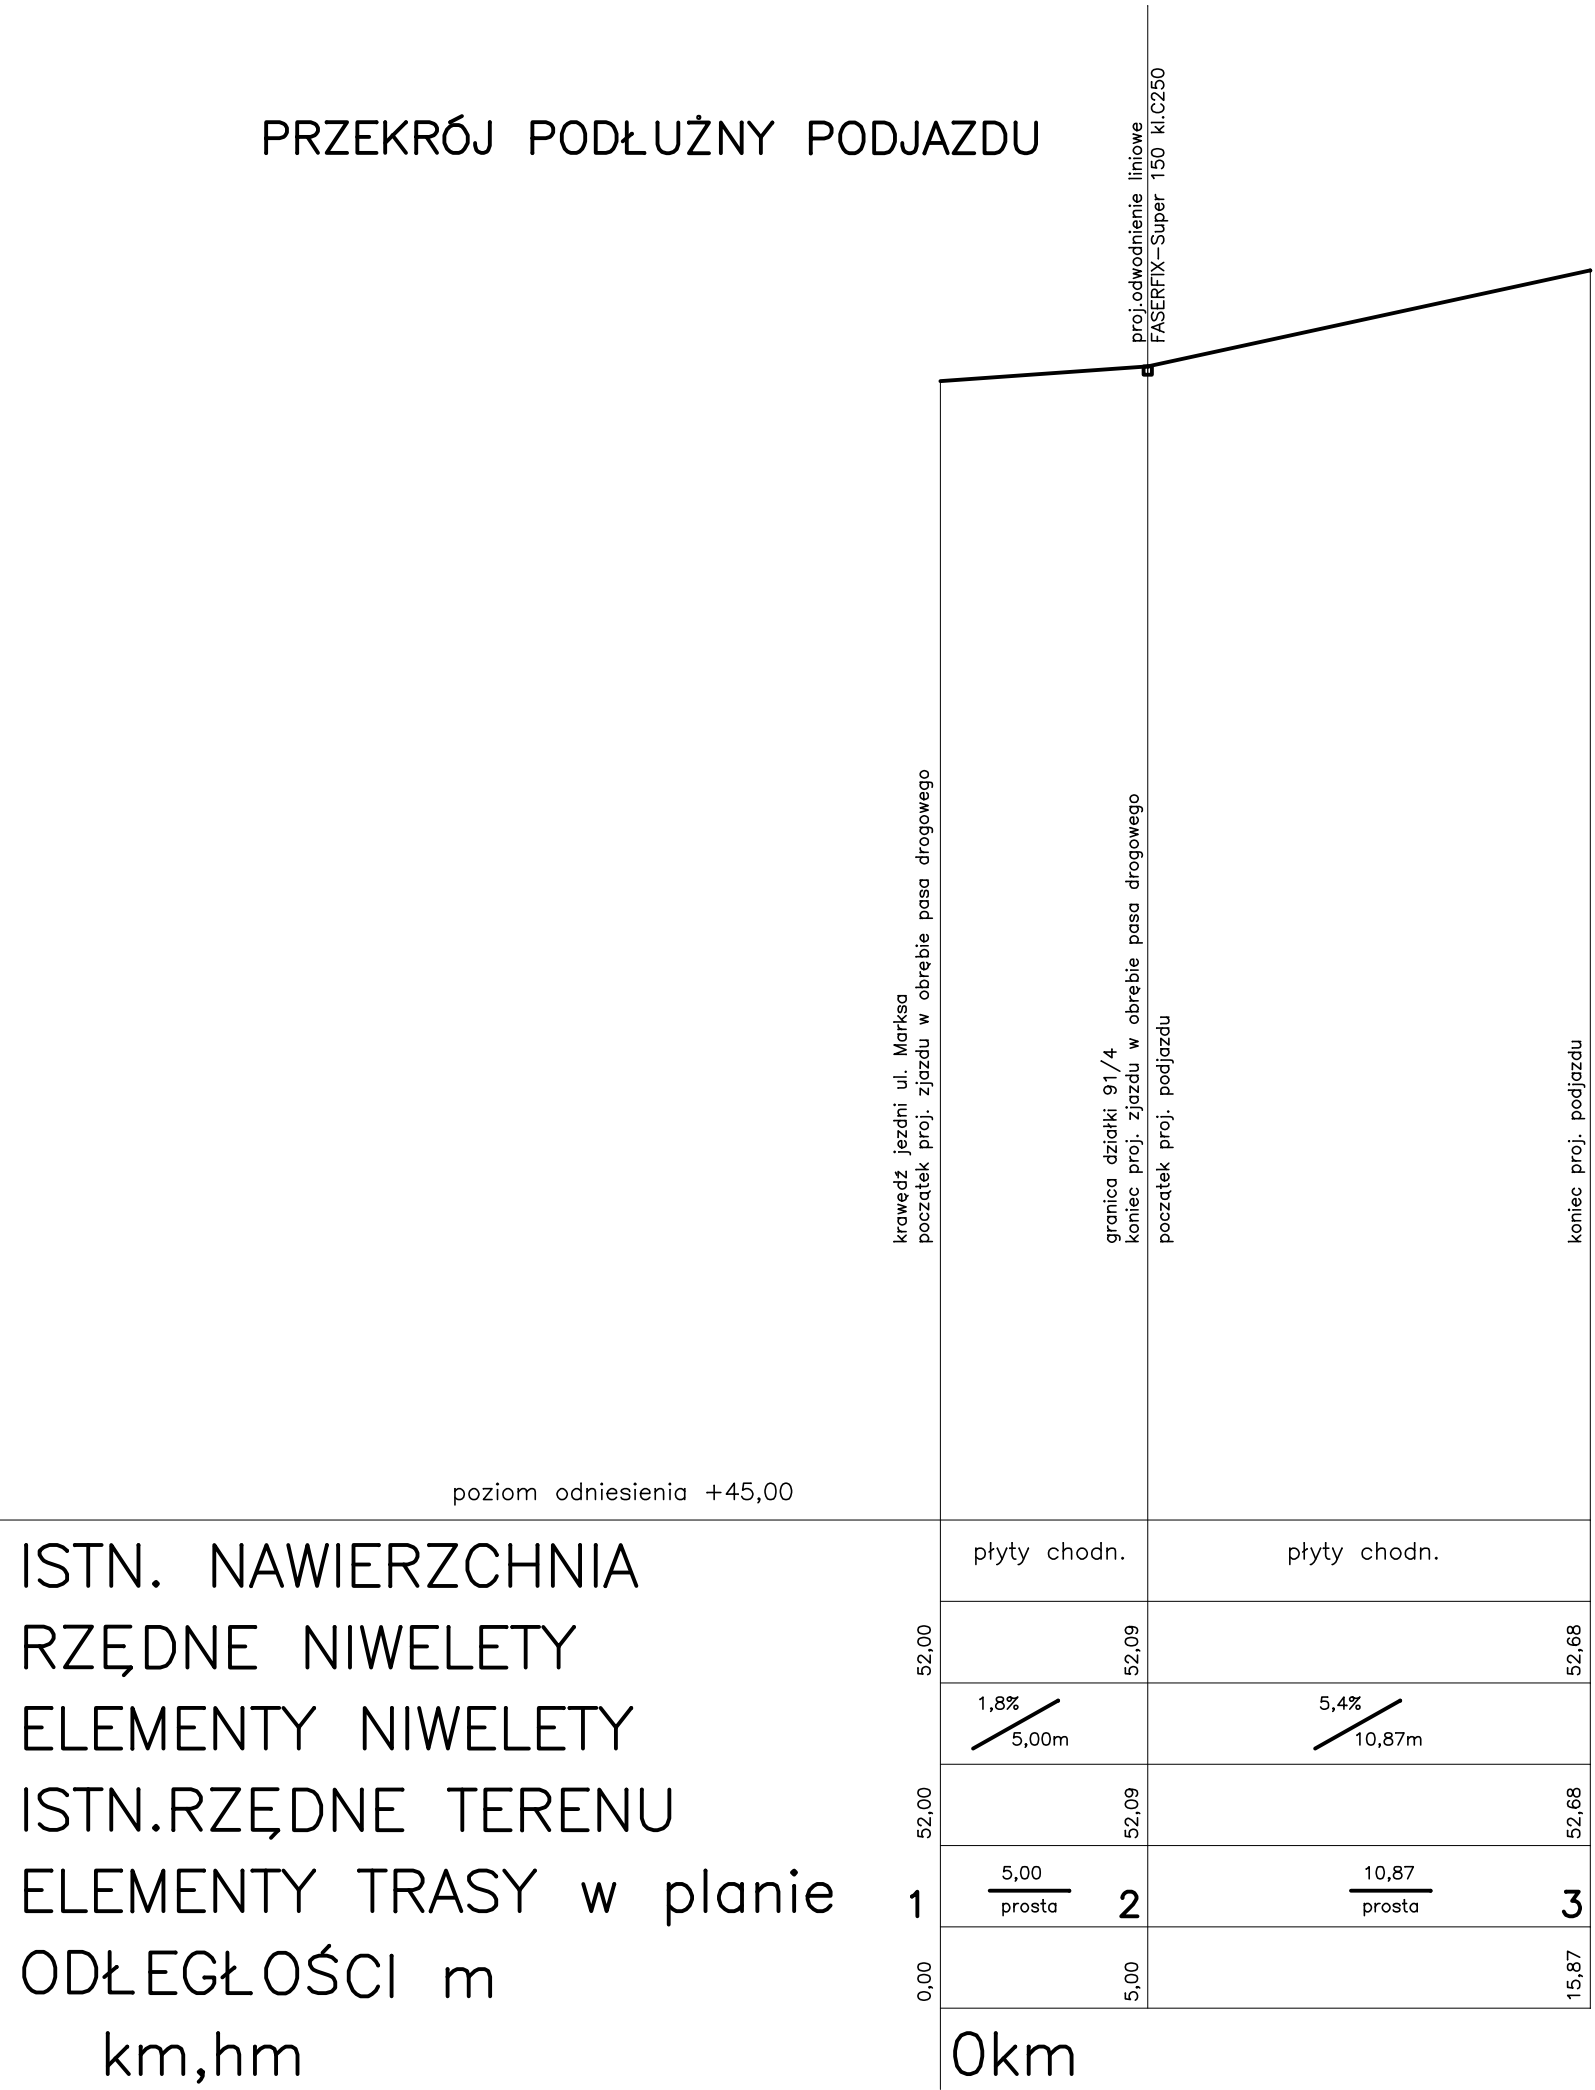 PRZEKRÓJ PODŁUŻNY PODJAZDU
proj.odwodnienie liniowe
FASERFIX-Super 150 kl.C250
krawędź jezdni ul. Marksa
początek proj. zjazdu w obrębie pasa drogowego
granica działki 91/4
koniec proj. zjazdu w obrębie pasa drogowego
początek proj. podjazdu
koniec proj. podjazdu
poziom odniesienia +45,00
ISTN. NAWIERZCHNIA płyty chodn. płyty chodn.
RZĘDNE NIWELETY 52,00 52,09 52,68
ELEMENTY NIWELETY 1,8% 5,00m 5,4% 10,87m
ISTN.RZĘDNE TERENU 52,00 52,09 52,68
ELEMENTY TRASY w planie 1 5,00 prosta 2 10,87 prosta 3
ODŁEGŁOŚCI m 0,00 5,00 15,87
km,hm 0km